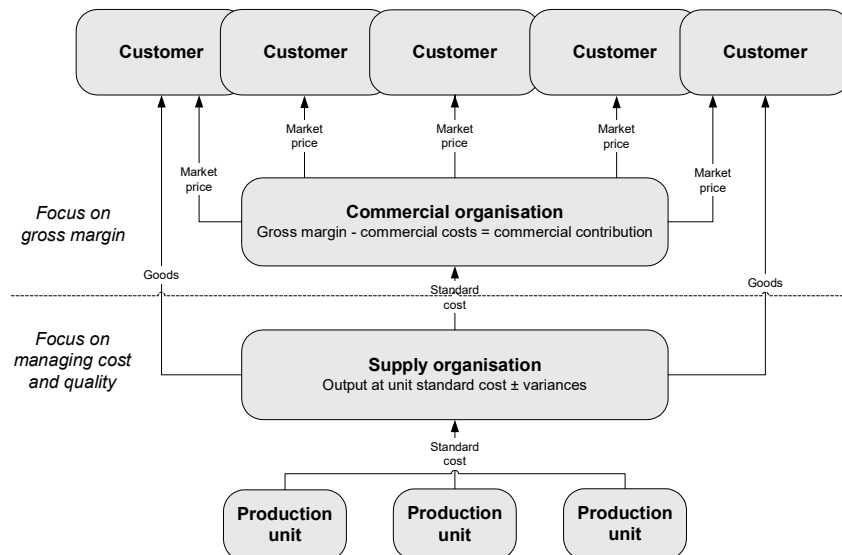 Customer
Customer
Customer
Customer
Customer
Market
price
Market
price
Market
price
Market
price
Market
price
Focus on
gross margin
Commercial organisation
Gross margin - commercial costs = commercial contribution
Goods
Standard
cost
Goods
Focus on
managing cost
and quality
Supply organisation
Output at unit standard cost ± variances
Standard
cost
Production
unit
Production
unit
Production
unit